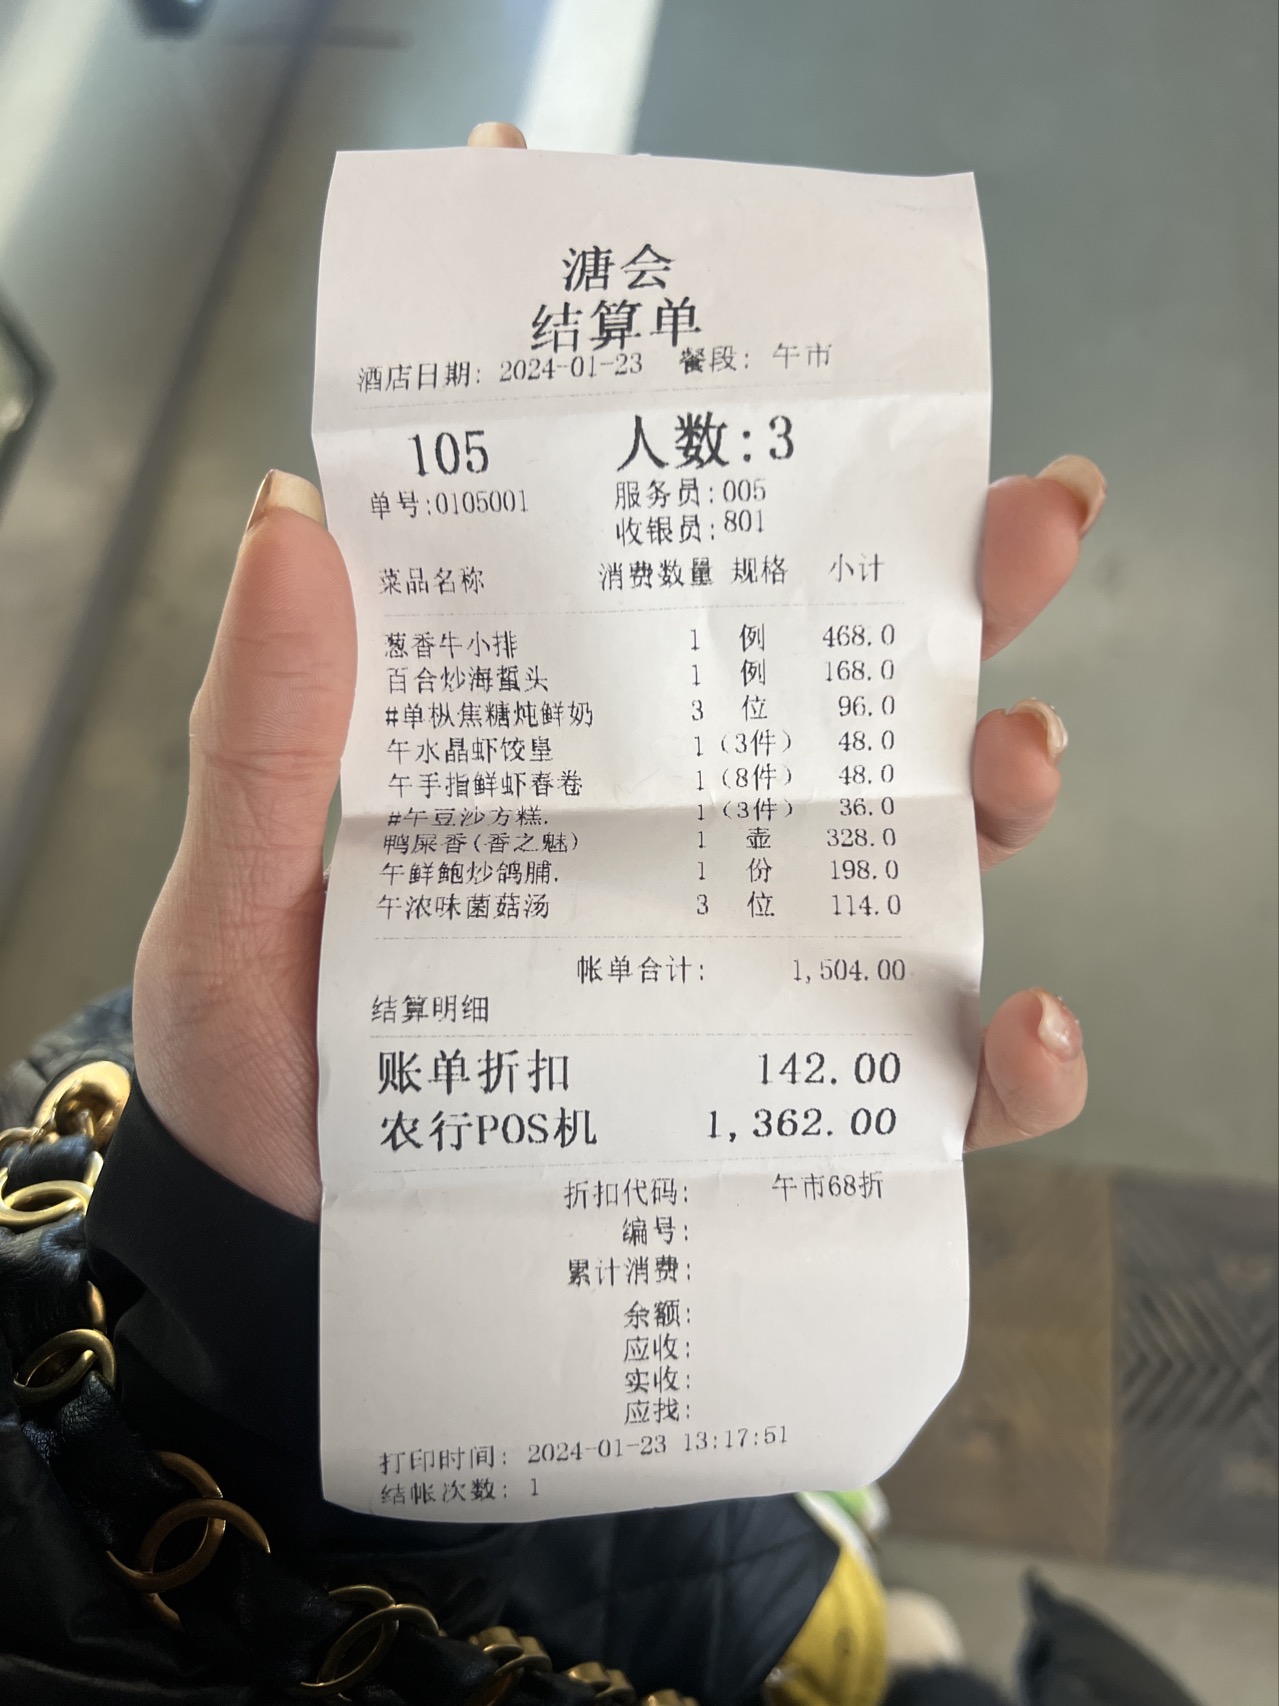 溏会
结算单
酒店日期: 2024-01-23 餐段: 午市
105 人数:3
单号:0105001 服务员:005
收银员:801
菜品名称 消费数量 规格 小计
葱香牛小排 1 例 468.0
百合炒海蜇头 1 例 168.0
#单枞焦糖炖鲜奶 3 位 96.0
午水晶虾饺皇 1 (3件) 48.0
午手指鲜虾春卷 1 (8件) 48.0
#午豆沙方糕. 1 (3件) 36.0
鸭屎香(香之魅) 1 壶 328.0
午鲜鲍炒鸽脯. 1 份 198.0
午浓味菌菇汤 3 位 114.0
帐单合计: 1,504.00
结算明细
账单折扣 142.00
农行POS机 1,362.00
折扣代码: 午市68折
编号:
累计消费:
余额:
应收:
实收:
应找:
打印时间: 2024-01-23 13:17:51
结帐次数: 1